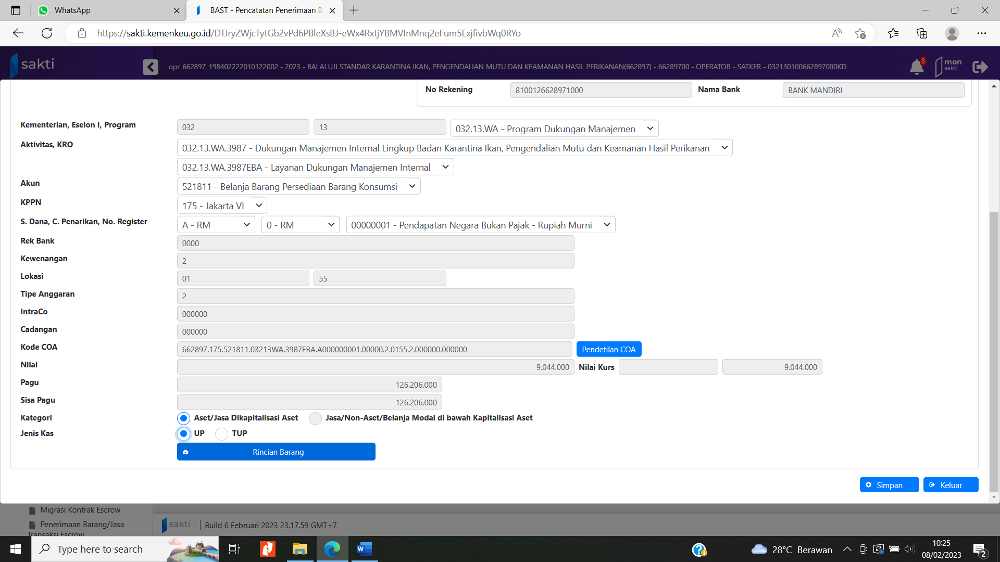 WhatsApp
BAST - Pencatatan Penerimaan B
https://sakti.kemenkeu.go.id/DTJryZWjcTytGb2vPd6PBleXsBJ-eWx4RxtjYBMVInMnq2eFum5ExjfivbWq0RYo
sakti
opr_662897_198402222010122002 - 2023 - BALAI UJI STANDAR KARANTINA IKAN, PENGENDALIAN MUTU DAN KEAMANAN HASIL PERIKANAN(662897) - 66289700 - OPERATOR - SATKER - 032130100662897000KD
8
mon sakti
No Rekening 8100126628971000 Nama Bank BANK MANDIRI
Kementerian, Eselon I, Program 032 13 032.13.WA - Program Dukungan Manajemen
Aktivitas, KRO 032.13.WA.3987 - Dukungan Manajemen Internal Lingkup Badan Karantina Ikan, Pengendalian Mutu dan Keamanan Hasil Perikanan
032.13.WA.3987EBA - Layanan Dukungan Manajemen Internal
Akun 521811 - Belanja Barang Persediaan Barang Konsumsi
KPPN 175 - Jakarta VI
S. Dana, C. Penarikan, No. Register A - RM 0 - RM 00000001 - Pendapatan Negara Bukan Pajak - Rupiah Murni
Rek Bank 0000
Kewenangan 2
Lokasi 01 55
Tipe Anggaran 2
IntraCo 000000
Cadangan 000000
Kode COA 662897.175.521811.03213WA.3987EBA.A000000001.00000.2.0155.2.000000.000000 Pendetilan COA
Nilai 9.044.000 Nilai Kurs 9.044.000
Pagu 126.206.000
Sisa Pagu 126.206.000
Kategori Aset/Jasa Dikapitalisasi Aset Jasa/Non-Aset/Belanja Modal di bawah Kapitalisasi Aset
Jenis Kas UP TUP
Rincian Barang
Simpan Keluar
Migrasi Kontrak Escrow
Penerimaan Barang/Jasa
Transaksi Escrow
sakti Build 6 Februari 2023 23.17.59 GMT+7
Type here to search
28°C Berawan
10:25
08/02/2023
2